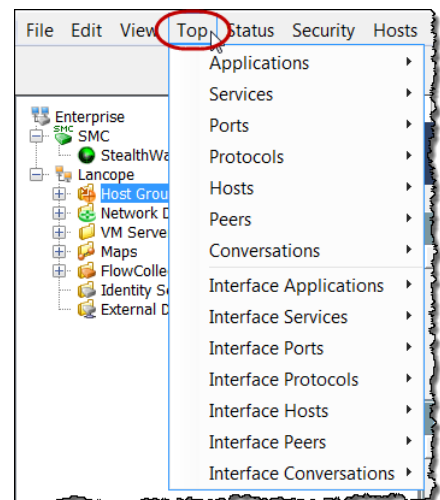 File Edit View Top Status Security Hosts
Applications
Services
Ports
Protocols
Hosts
Peers
Conversations
Interface Applications
Interface Services
Interface Ports
Interface Protocols
Interface Hosts
Interface Peers
Interface Conversations
Enterprise
SMC
SMC
StealthWa
Lancope
Host Grou
Network D
VM Serve
Maps
FlowColle
Identity S
External D